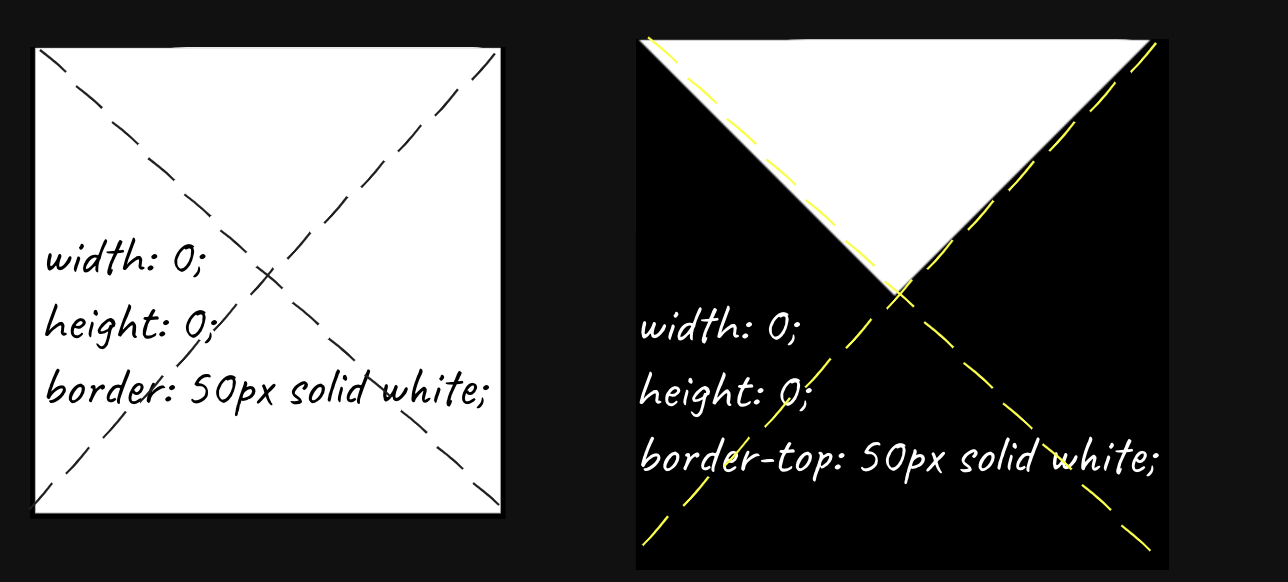 width: 0;
height: 0;
border: 50px solid white;
width: 0;
height: 0;
border-top: 50px solid white;